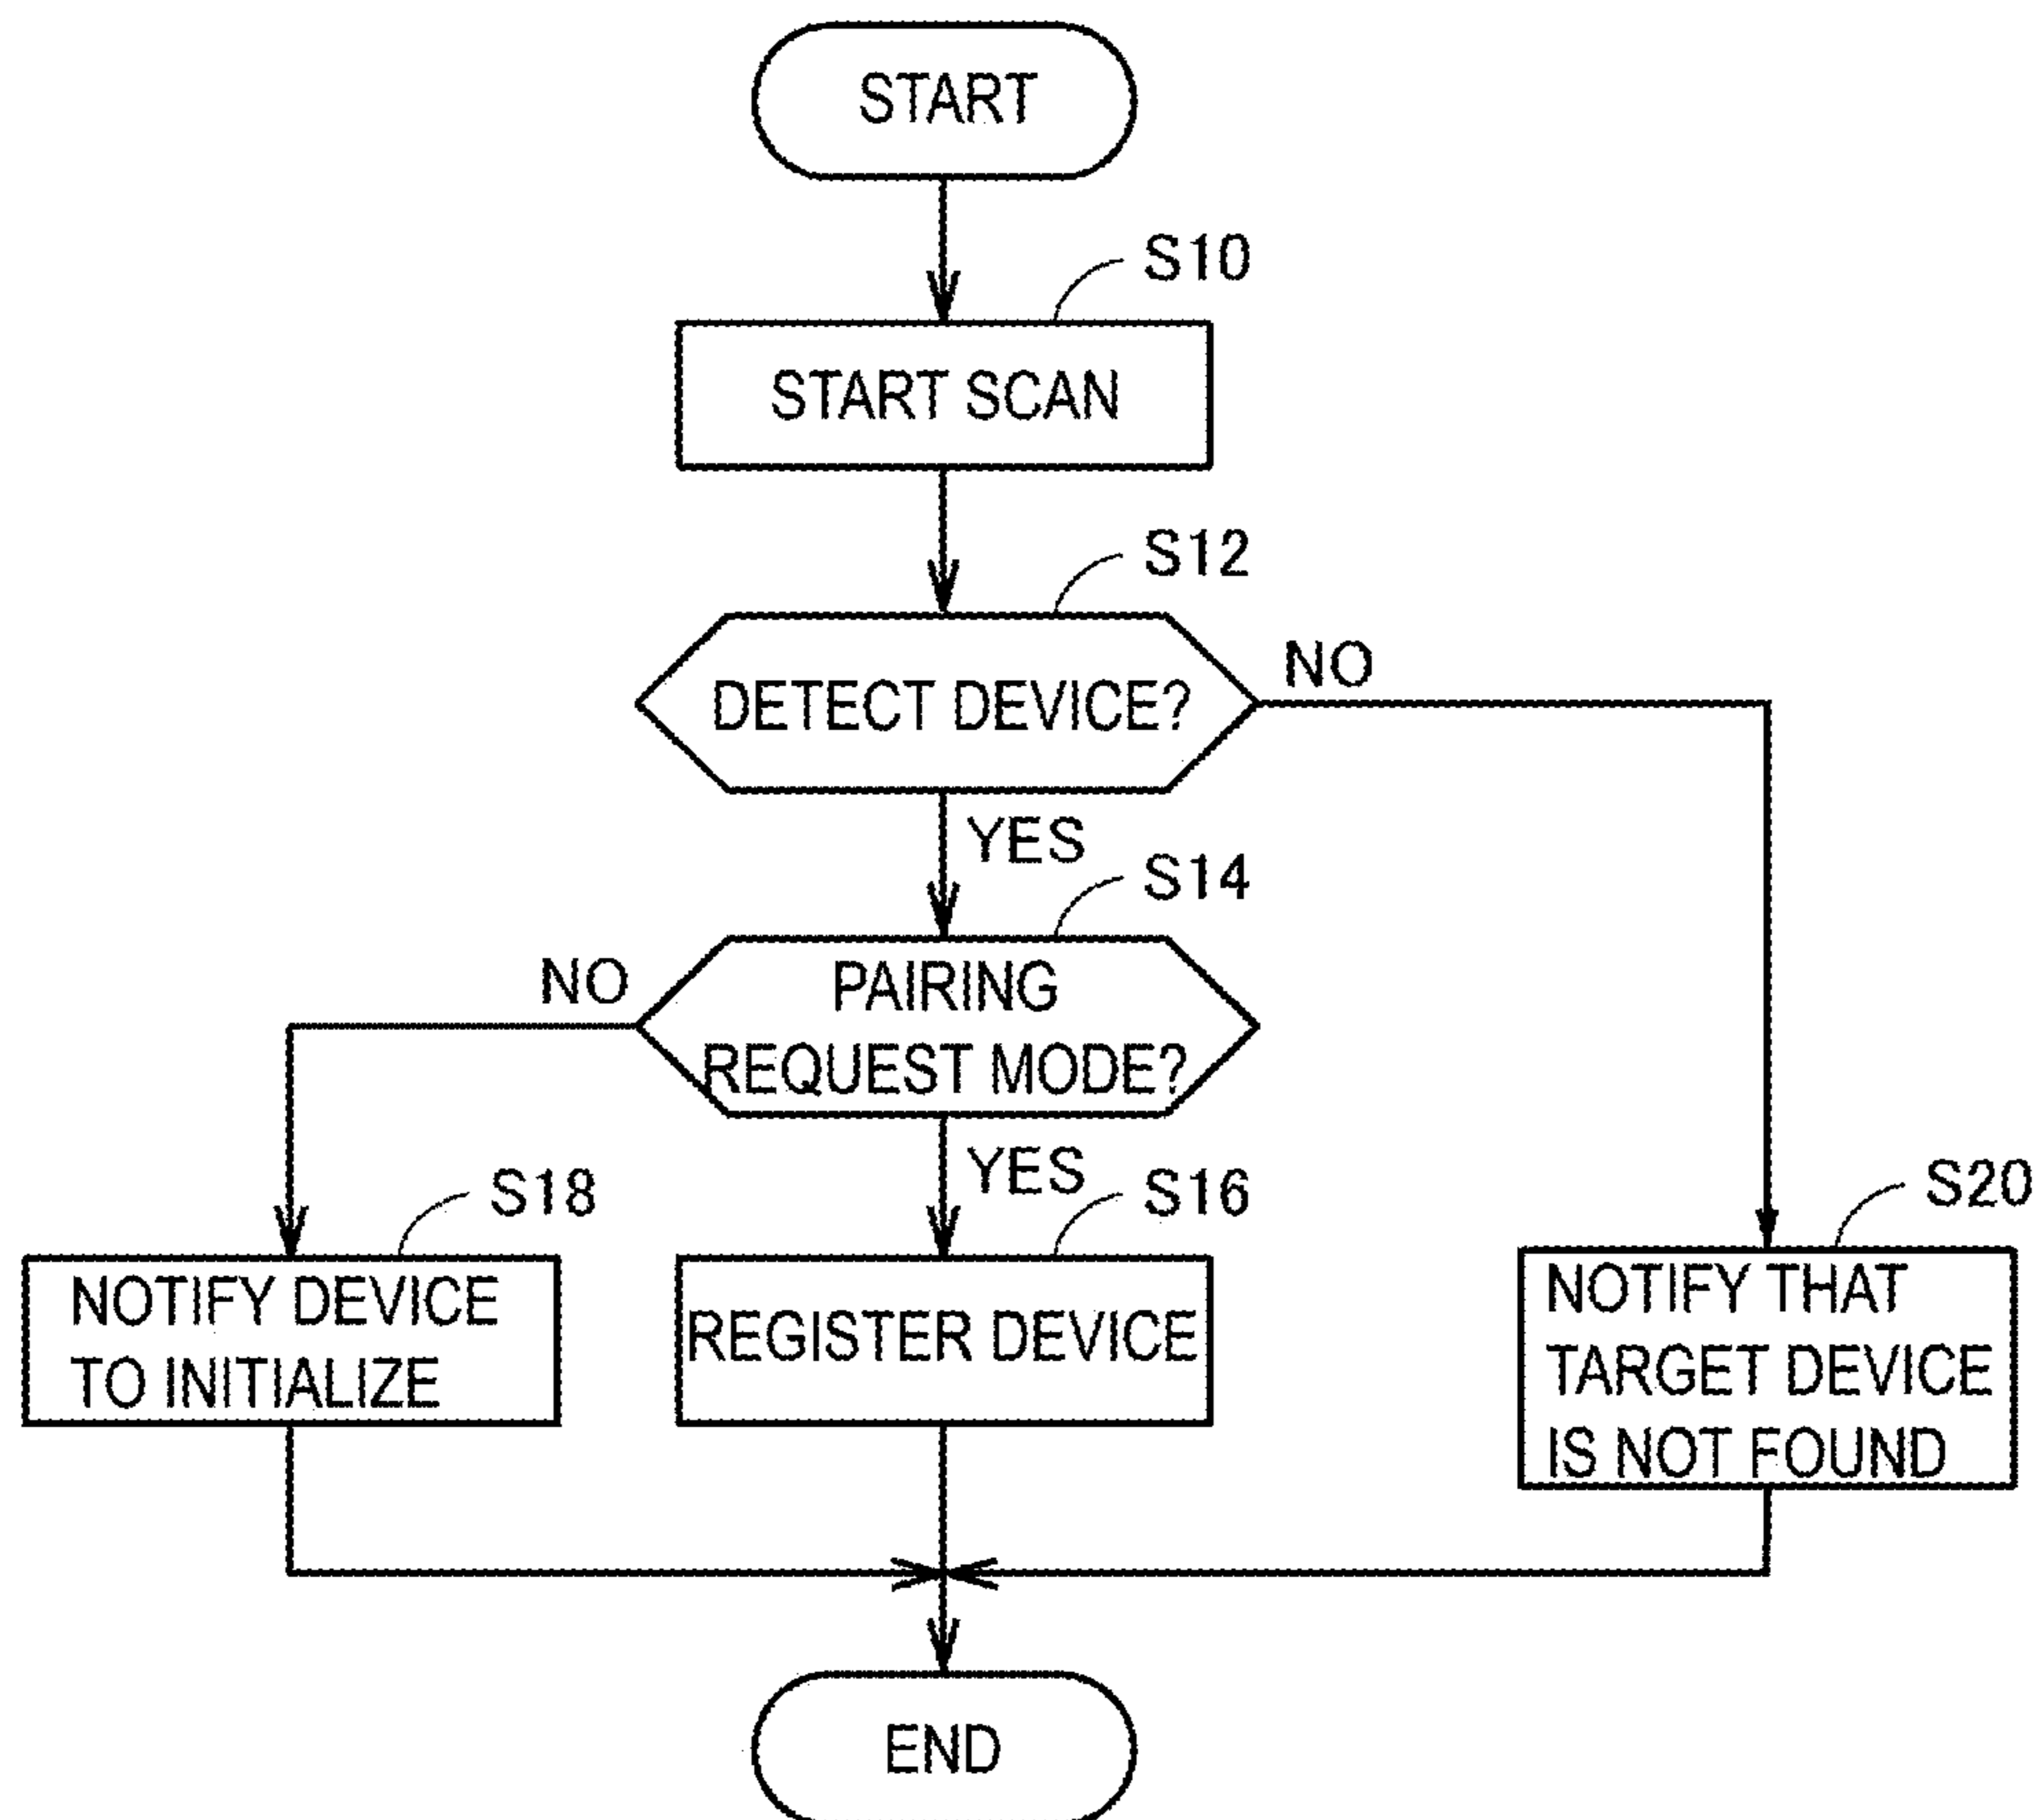 START
S10
START SCAN
S12
DETECT DEVICE?
NO
YES
S14
NO
PAIRING
REQUEST MODE?
YES
S18
NOTIFY DEVICE
TO INITIALIZE
S16
REGISTER DEVICE
S20
NOTIFY THAT
TARGET DEVICE
IS NOT FOUND
END